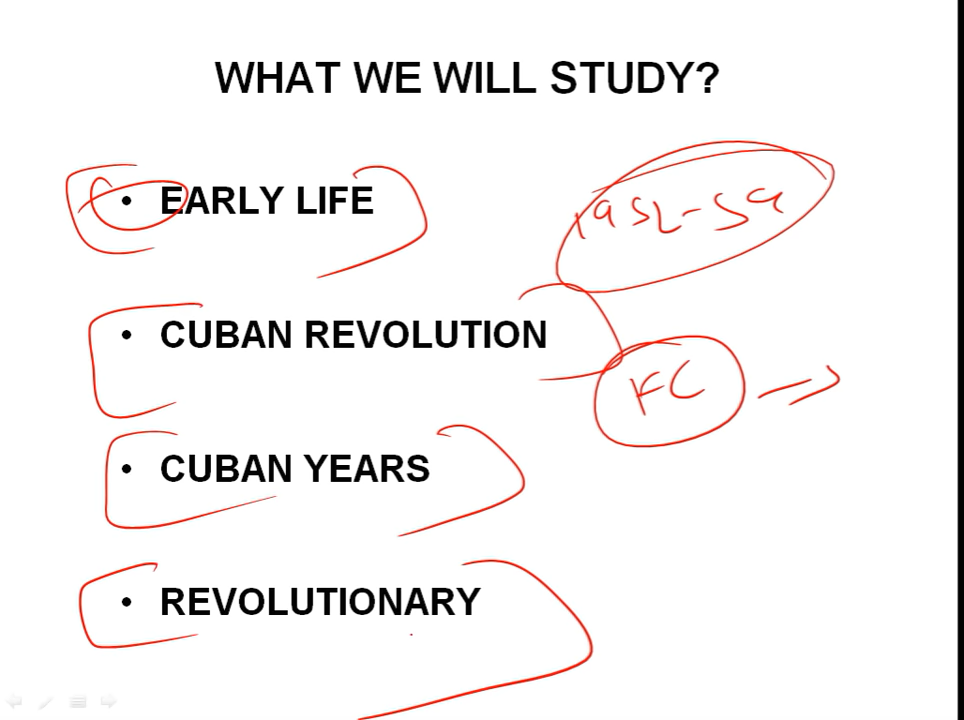 WHAT WE WILL STUDY?
• EARLY LIFE
1952-59
• CUBAN REVOLUTION
FC →
• CUBAN YEARS
• REVOLUTIONARY